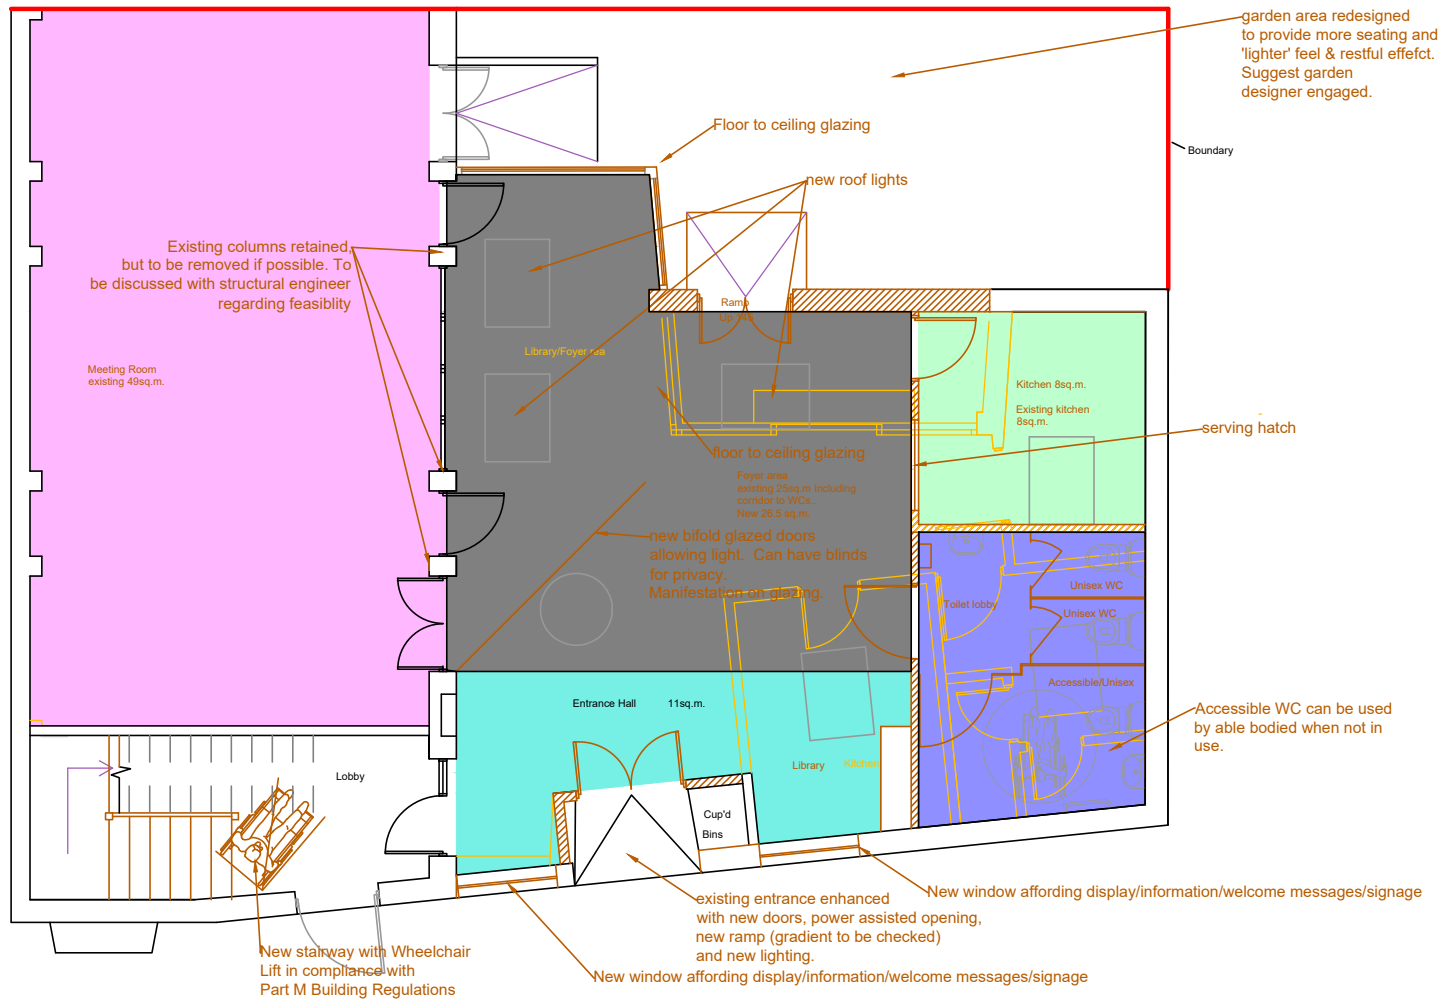 garden area redesigned
to provide more seating and
'lighter' feel & restful effefct.
Suggest garden
designer engaged.
Boundary
Floor to ceiling glazing
new roof lights
Existing columns retained,
but to be removed if possible. To
be discussed with structural engineer
regarding feasiblity
Ramp
Up
Library/Foyer
Meeting Room
existing 49sq.m.
Kitchen 8sq.m.
Existing kitchen
8sq.m.
serving hatch
floor to ceiling glazing
Foyer area
existing 25sq.m Including
corridor to WCs.
New 26.5 sq.m.
new bifold glazed doors
allowing light. Can have blinds
for privacy.
Manifestation on glazing.
Unisex WC
Toilet lobby
Unisex WC
Accessible/Unisex
Entrance Hall 11sq.m.
Accessible WC can be used
by able bodied when not in
use.
Library
Kitchen
Lobby
Cup'd
Bins
existing entrance enhanced
with new doors, power assisted opening,
new ramp (gradient to be checked)
and new lighting.
New window affording display/information/welcome messages/signage
New stairway with Wheelchair
Lift in compliance with
Part M Building Regulations
New window affording display/information/welcome messages/signage